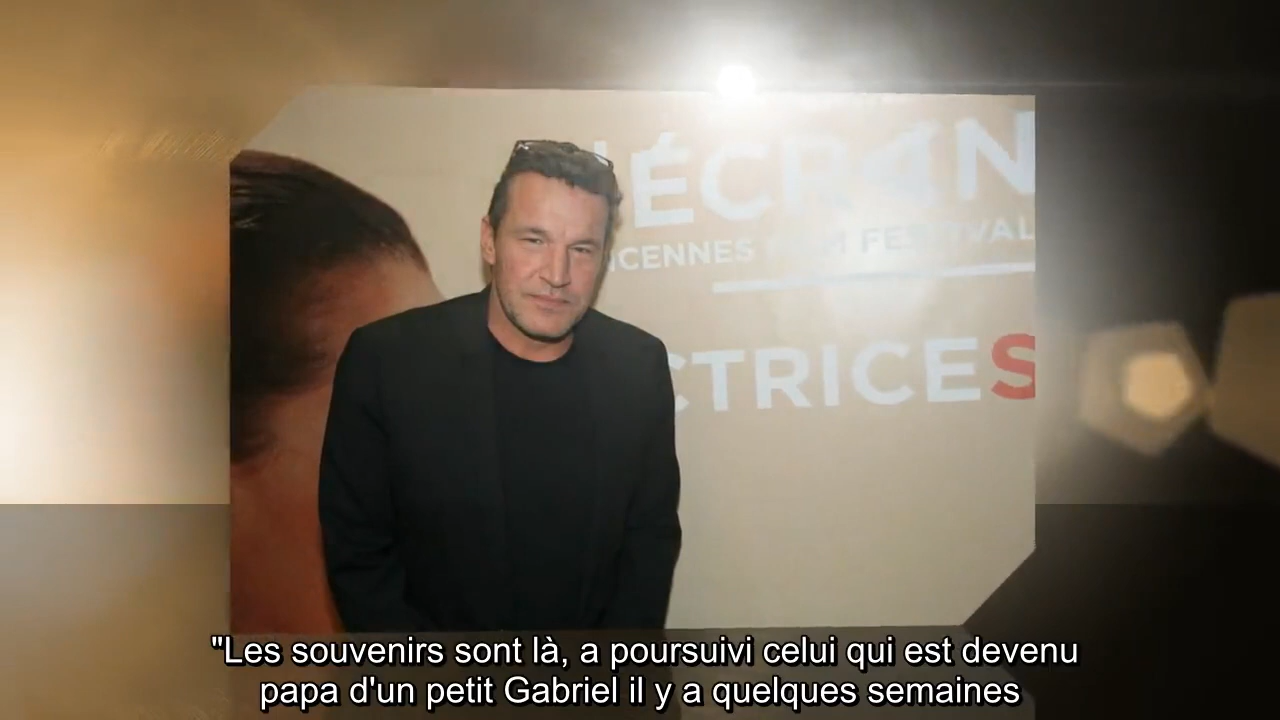 ÉCRAN
CENNES FILM FESTIVAL
CTRICES
"Les souvenirs sont là, a poursuivi celui qui est devenu
papa d'un petit Gabriel il y a quelques semaines